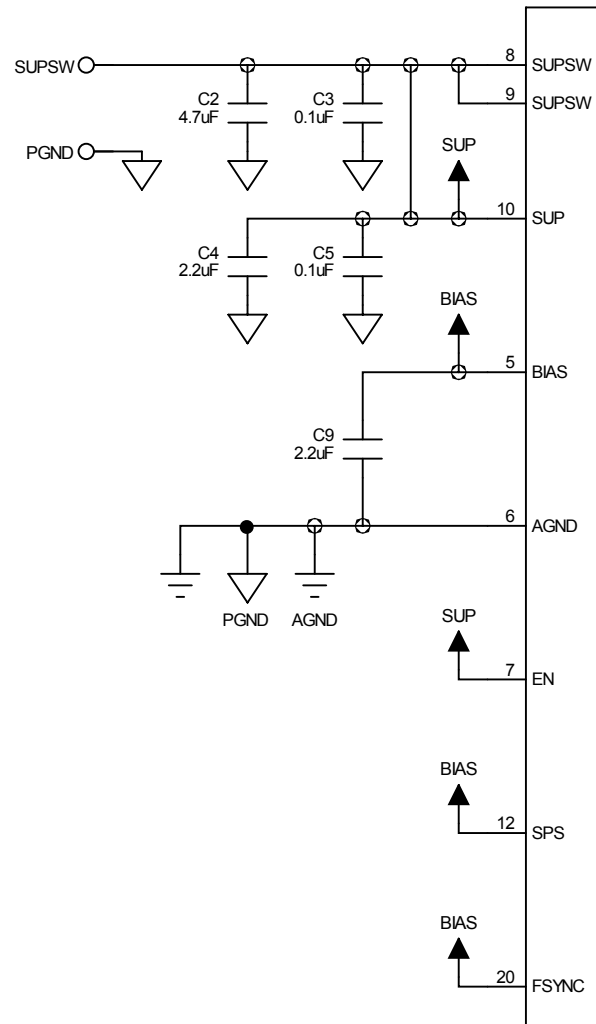 8
SUPSW
SUPSW
C2
4.7uF
C3
0.1uF
9
SUPSW
PGND
SUP
10
SUP
C4
2.2uF
C5
0.1uF
BIAS
5
BIAS
C9
2.2uF
6
AGND
PGND
AGND
SUP
7
EN
BIAS
12
SPS
BIAS
20
FSYNC